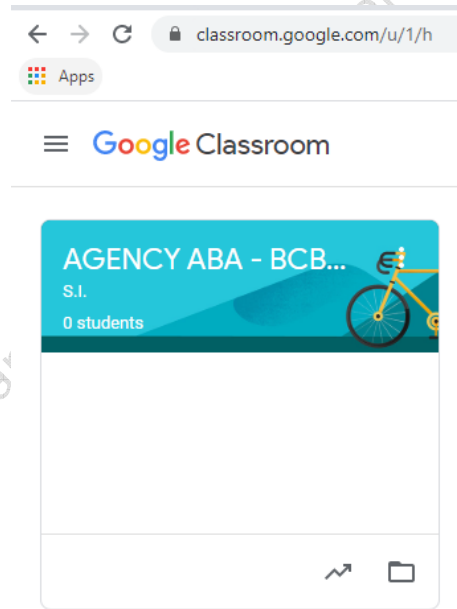 classroom.google.com/u/1/h
Apps
Google Classroom
AGENCY ABA - BCB...
S.I.
0 students